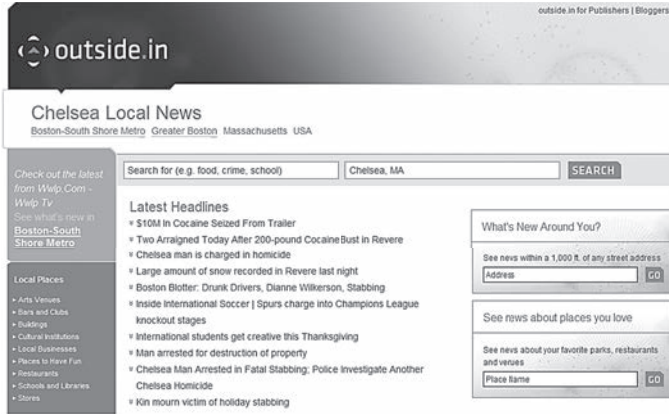 outside.in for Publishers | Bloggers
outside.in
Chelsea Local News
Boston-South Shore Metro Greater Boston Massachusetts USA
Check out the latest
from Wwlp.Com -
Wwlp Tv
See what's new in
Boston-South
Shore Metro
Search for (e.g. food, crime, school)
Chelsea, MA
SEARCH
Local Places
Arts Venues
Bars and Clubs
Buildings
Cultural Institutions
Local Businesses
Places to Have Fun
Restaurants
Schools and Libraries
Stores
Latest Headlines
$10M In Cocaine Seized From Trailer
Two Arraigned Today After 200-pound CocaineBust in Revere
Chelsea man is charged in homicide
Large amount of snow recorded in Revere last night
Boston Blotter: Drunk Drivers, Dianne Wilkerson, Stabbing
Inside International Soccer | Spurs charge into Champions League
knockout stages
International students get creative this Thanksgiving
Man arrested for destruction of property
Chelsea Man Arrested in Fatal Stabbing; Police Investigate Another
Chelsea Homicide
Kin mourn victim of holiday stabbing
What's New Around You?
See news within a 1,000 ft. of any street address
Address
GO
See news about places you love
See news about your favorite parks, restaurants
and venues
Place Name
GO